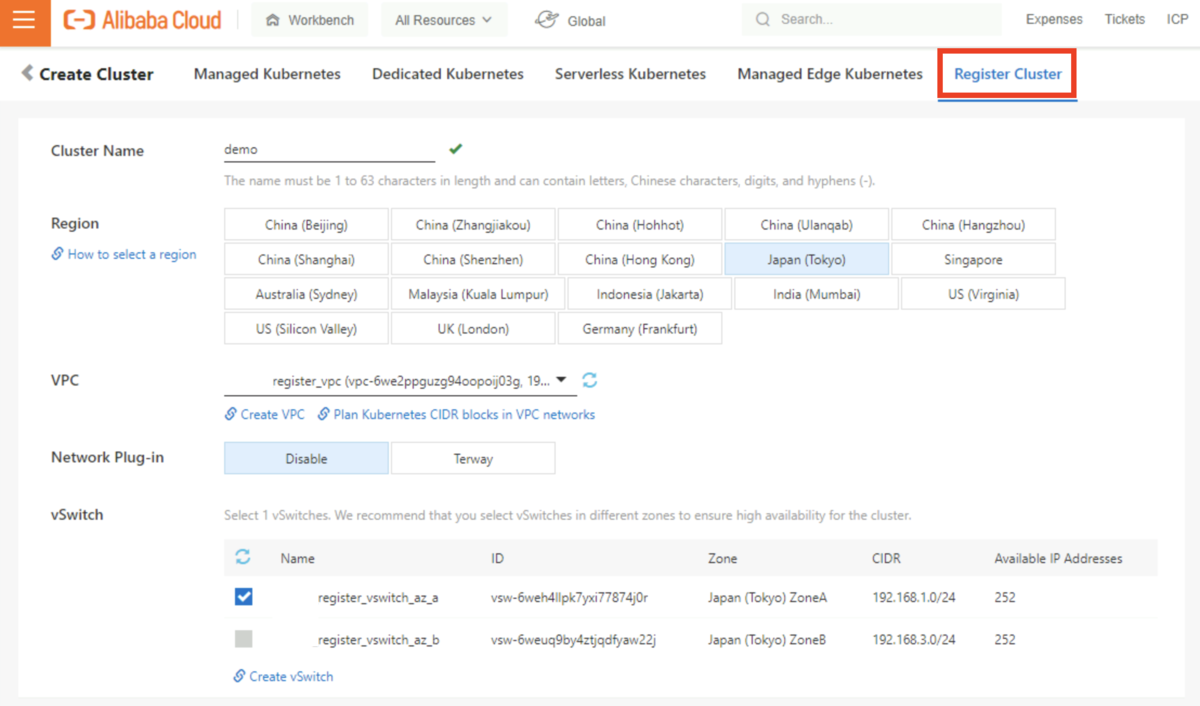 Alibaba Cloud Workbench All Resources Global Search... Expenses Tickets ICP
Create Cluster Managed Kubernetes Dedicated Kubernetes Serverless Kubernetes Managed Edge Kubernetes Register Cluster
Cluster Name demo
The name must be 1 to 63 characters in length and can contain letters, Chinese characters, digits, and hyphens (-).
Region China (Beijing) China (Zhangjiakou) China (Hohhot) China (Ulanqab) China (Hangzhou)
How to select a region China (Shanghai) China (Shenzhen) China (Hong Kong) Japan (Tokyo) Singapore
Australia (Sydney) Malaysia (Kuala Lumpur) Indonesia (Jakarta) India (Mumbai) US (Virginia)
US (Silicon Valley) UK (London) Germany (Frankfurt)
VPC register_vpc (vpc-6we2ppguzg94oopoij03g, 19...
Create VPC Plan Kubernetes CIDR blocks in VPC networks
Network Plug-in Disable Terway
vSwitch Select 1 vSwitches. We recommend that you select vSwitches in different zones to ensure high availability for the cluster.
Name ID Zone CIDR Available IP Addresses
register_vswitch_az_a vsw-6weh4llpk7yxi77874j0r Japan (Tokyo) ZoneA 192.168.1.0/24 252
register_vswitch_az_b vsw-6weuq9by4ztjqdfyaw22j Japan (Tokyo) ZoneB 192.168.3.0/24 252
Create vSwitch